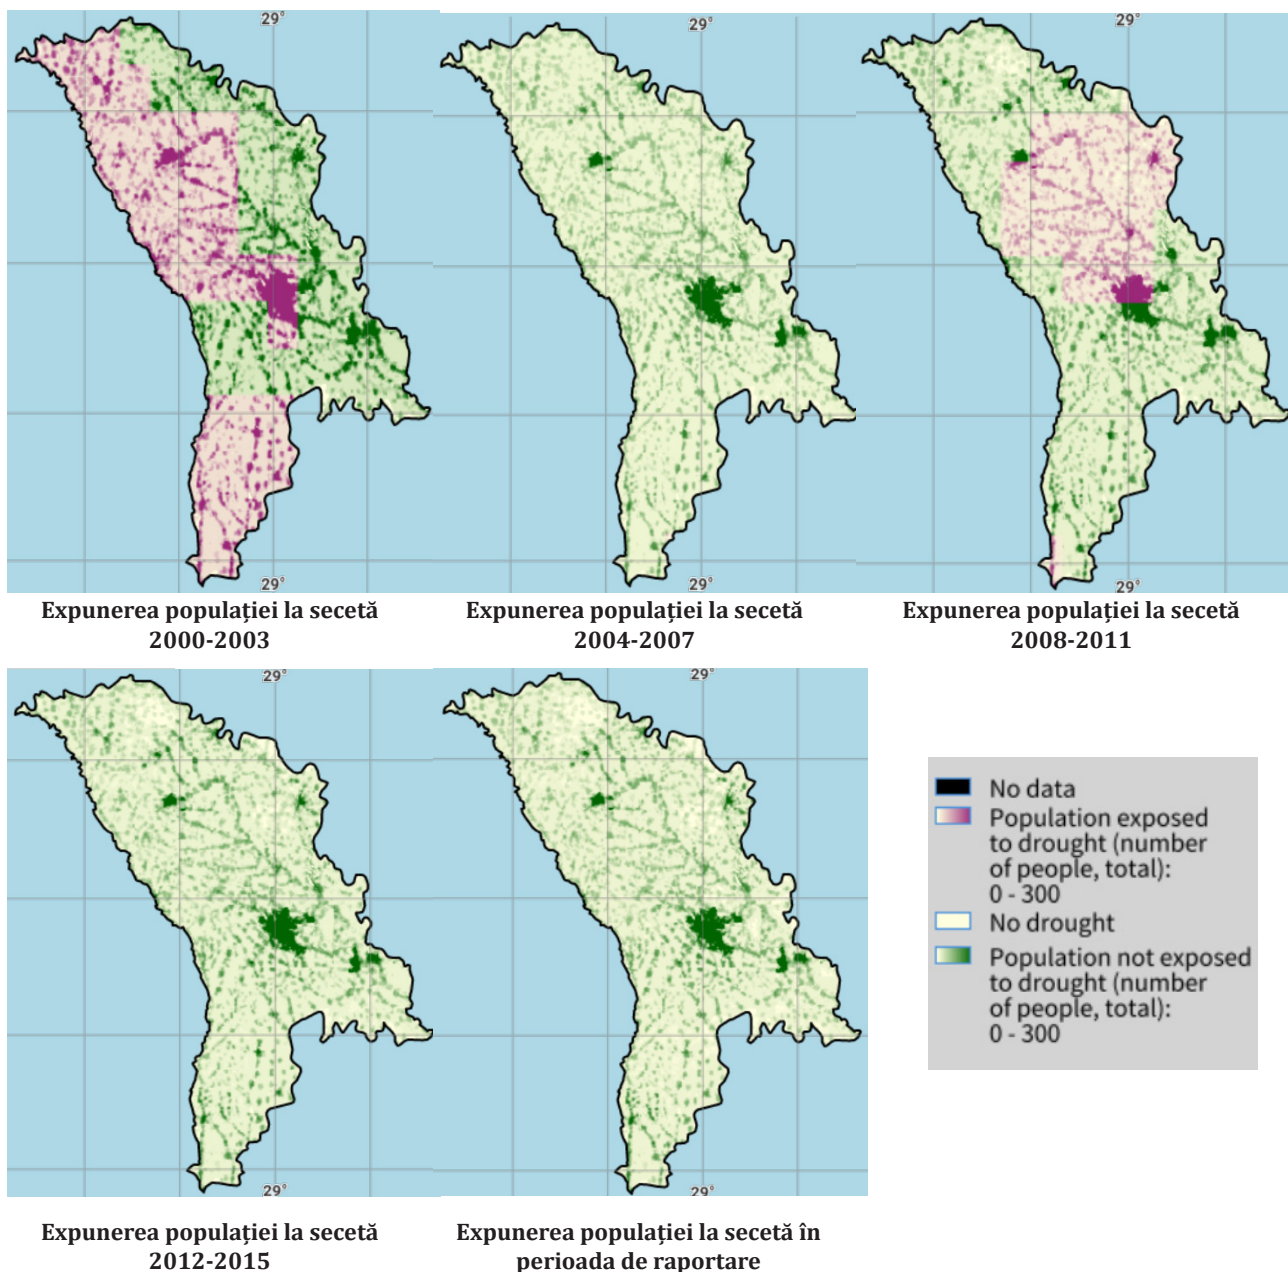 29°
29°
29°
29°
29°
29°
Expunerea populației la secetă
2000-2003
Expunerea populației la secetă
2004-2007
Expunerea populației la secetă
2008-2011
29°
29°
29°
29°
No data
Population exposed
to drought (number
of people, total):
0 - 300
No drought
Population not exposed
to drought (number
of people, total):
0 - 300
Expunerea populației la secetă
2012-2015
Expunerea populației la secetă în
perioada de raportare